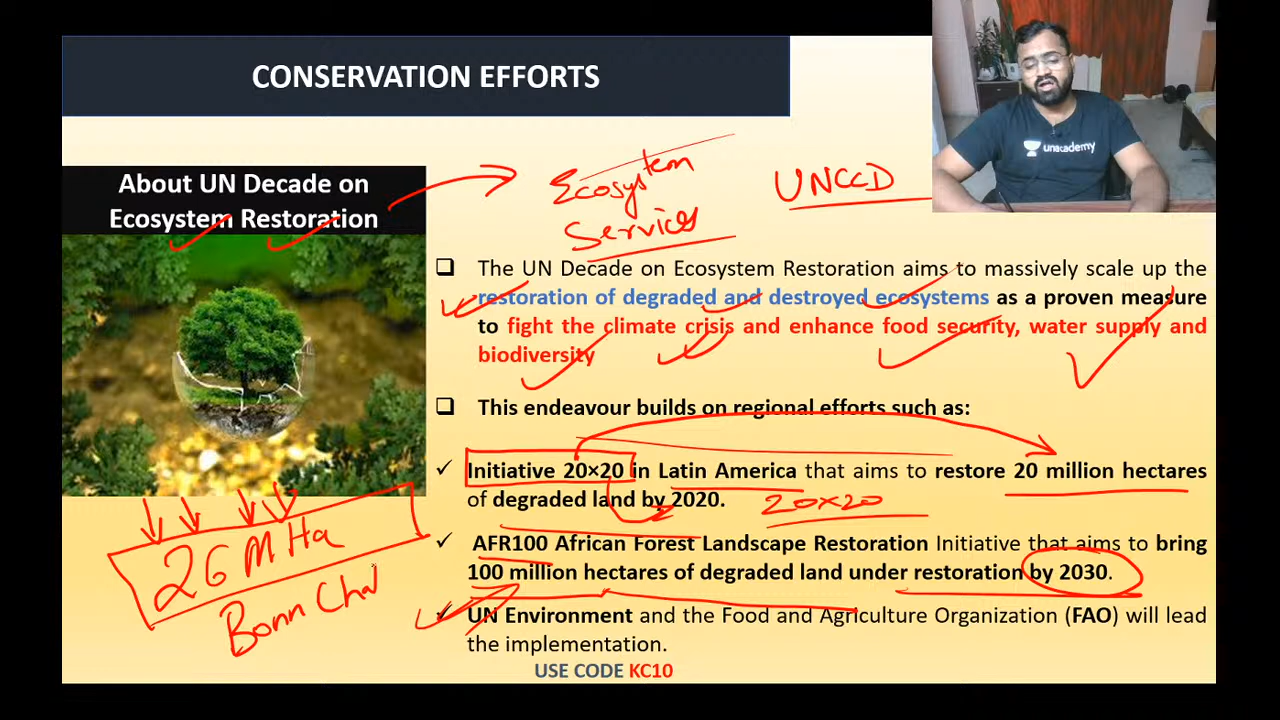 CONSERVATION EFFORTS
unacademy
About UN Decade on
Ecosystem Restoration
Ecosystem
Services
UNCCD
The UN Decade on Ecosystem Restoration aims to massively scale up the
restoration of degraded and destroyed ecosystems as a proven measure
to fight the climate crisis and enhance food security, water supply and
biodiversity
This endeavour builds on regional efforts such as:
Initiative 20×20 in Latin America that aims to restore 20 million hectares
of degraded land by 2020.
20×20
AFR100 African Forest Landscape Restoration Initiative that aims to bring
100 million hectares of degraded land under restoration by 2030.
UN Environment and the Food and Agriculture Organization (FAO) will lead
the implementation.
26 M Ha
Bonn Chal
USE CODE KC10